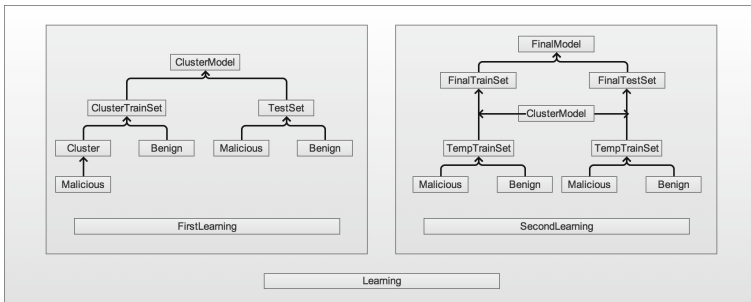 ClusterModel
ClusterTrainSet
TestSet
Cluster
Benign
Malicious
Benign
Malicious
FirstLearning
FinalModel
FinalTrainSet
FinalTestSet
ClusterModel
TempTrainSet
TempTrainSet
Malicious
Benign
Malicious
Benign
SecondLearning
Learning